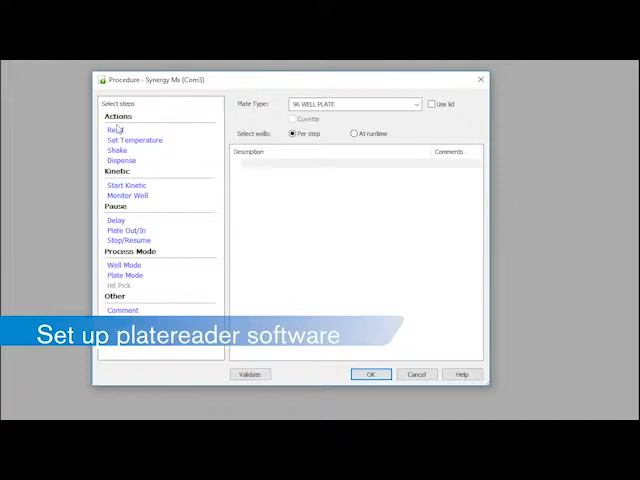 Procedure - Synergy Mx (Com3)
Select steps
Actions
Read
Set Temperature
Shake
Dispense
Kinetic
Start Kinetic
Monitor Well
Pause
Delay
Plate Out/In
Stop/Resume
Process Mode
Well Mode
Plate Mode
Hit Pick
Other
Comment
Plate Type: 96 WELL PLATE Use lid
Cuvette
Select wells: Per step At runtime
Description Comments
Set up platereader software
Validate OK Cancel Help